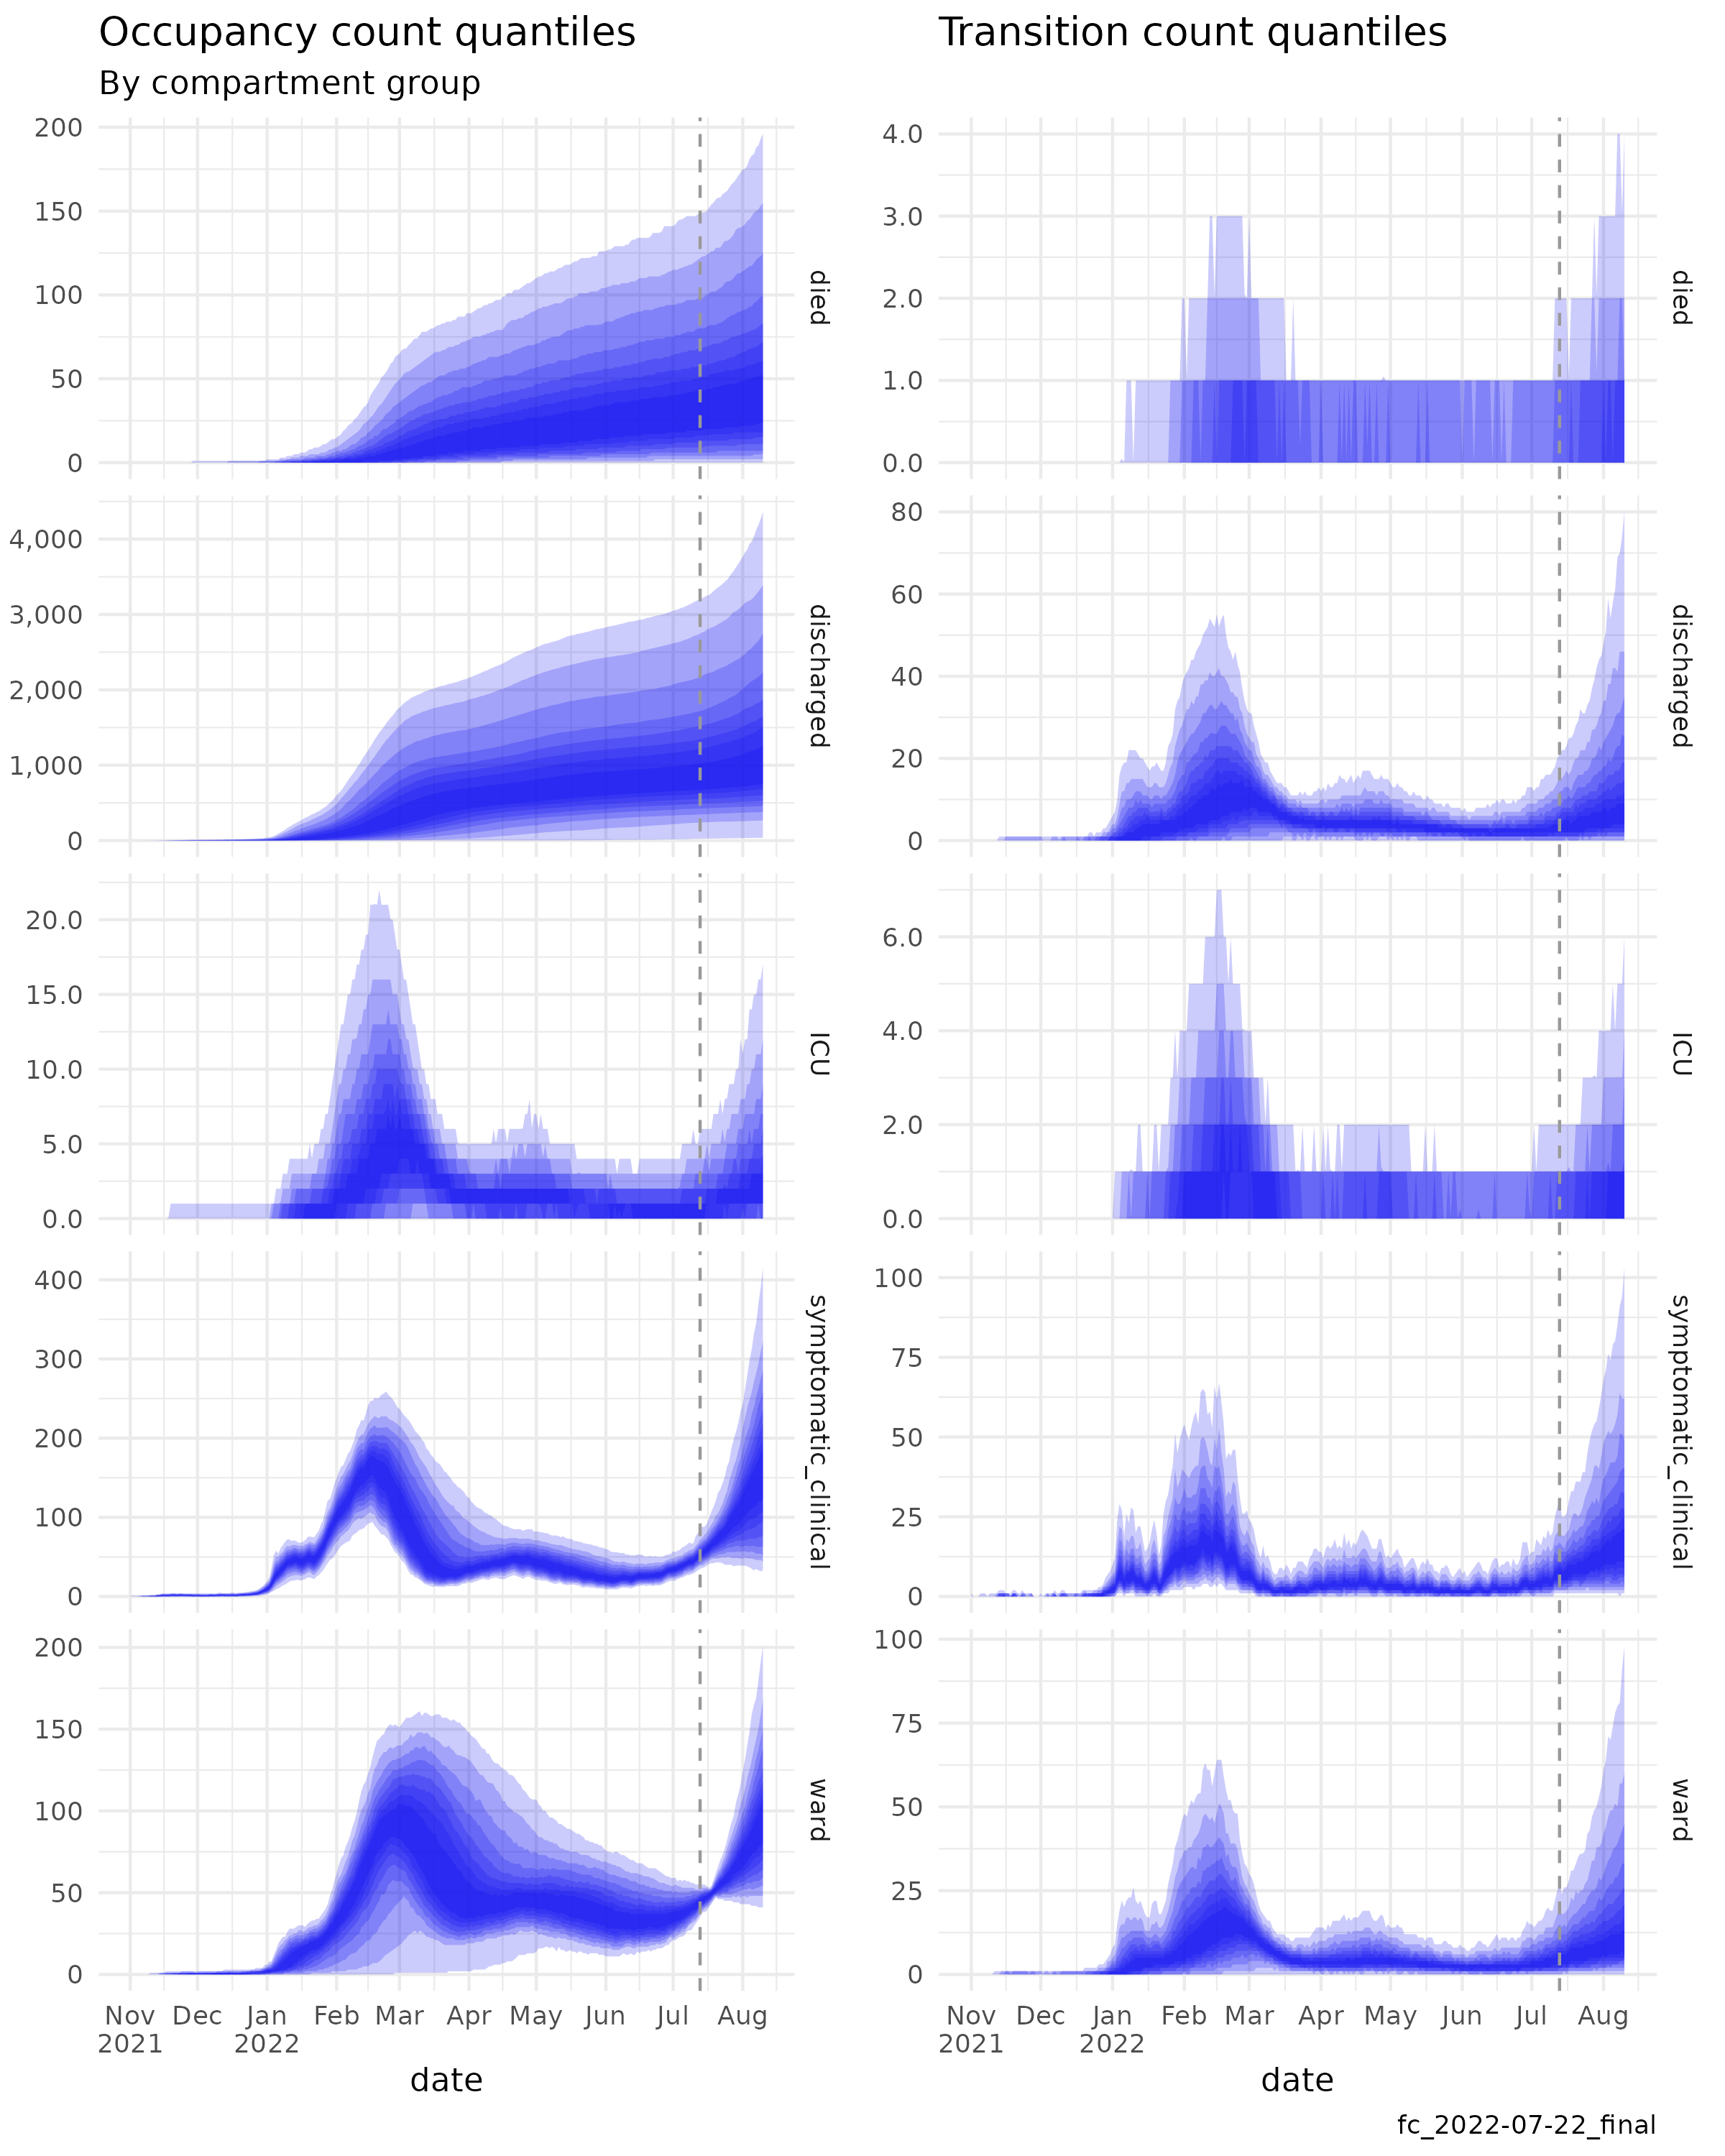 Occupancy count quantiles
By compartment group
200
150
100
50
0
died
4,000
3,000
2,000
1,000
0
discharged
20.0
15.0
10.0
5.0
0.0
ICU
400
300
200
100
0
symptomatic_clinical
200
150
100
50
0
ward
Nov Dec Jan Feb Mar Apr May Jun Jul Aug
2021 2022
date
Transition count quantiles
4.0
3.0
2.0
1.0
0.0
died
80
60
40
20
0
discharged
6.0
4.0
2.0
0.0
ICU
100
75
50
25
0
symptomatic_clinical
100
75
50
25
0
ward
Nov Dec Jan Feb Mar Apr May Jun Jul Aug
2021 2022
date
fc_2022-07-22_final